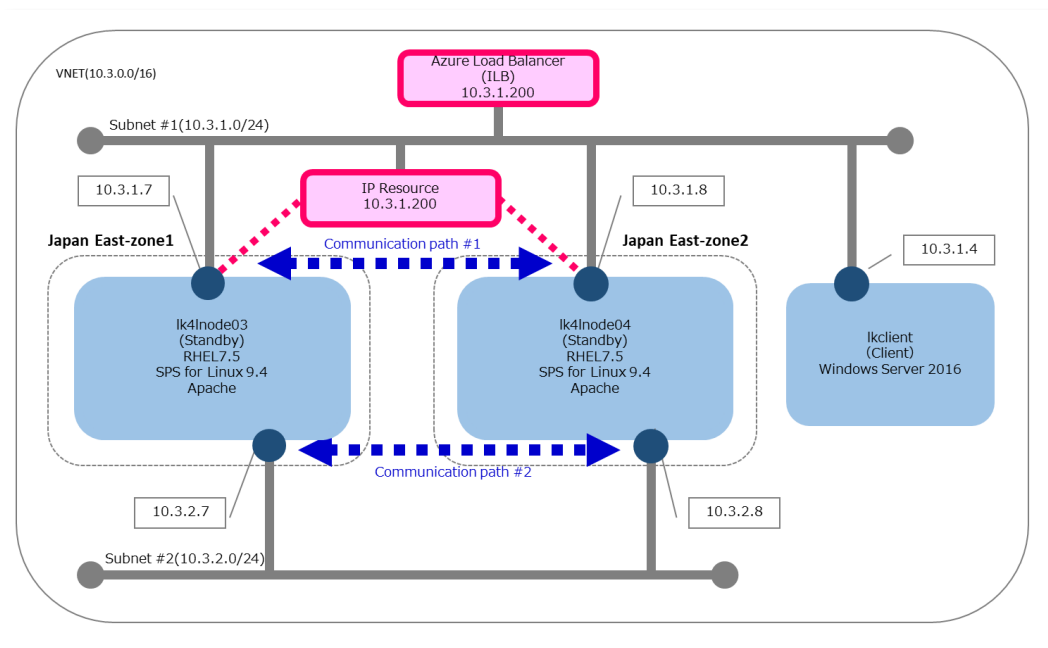 Azure Load Balancer
(ILB)
10.3.1.200
VNET(10.3.0.0/16)
Subnet #1(10.3.1.0/24)
10.3.1.7
IP Resource
10.3.1.200
10.3.1.8
Japan East-zone1
Communication path #1
Japan East-zone2
10.3.1.4
lk4lnode03
(Standby)
RHEL7.5
SPS for Linux 9.4
Apache
lk4lnode04
(Standby)
RHEL7.5
SPS for Linux 9.4
Apache
lkclient
(Client)
Windows Server 2016
Communication path #2
10.3.2.7
10.3.2.8
Subnet #2(10.3.2.0/24)